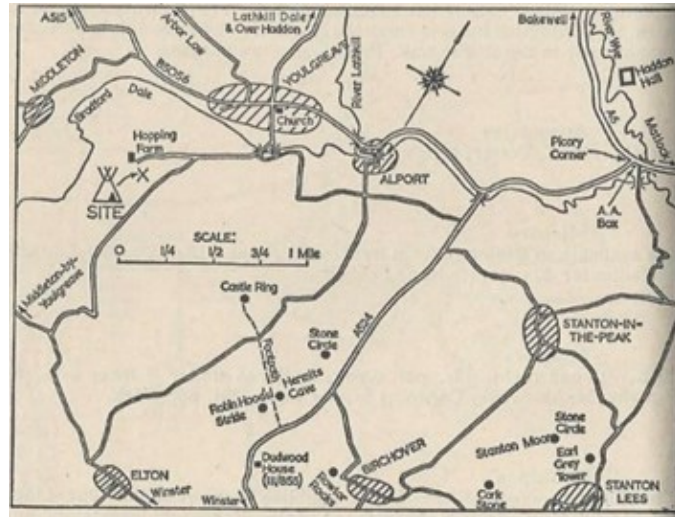 A515
Arbor Low
Lathkill Dale
& Over Haddon
Bakewell
River Wye
Haddon
Hall
MIDDLETON
B5056
YOULGREAVE
River Lathkill
Bradford
Dale
Church
A6
Matlock
Hopping
Farm
Picory
Corner
ALPORT
X
SITE
A.A.
Box
SCALE:
O 1/4 1/2 3/4 1 Mile
Middleton-by-
Youlgreave
Castle Ring
A524
STANTON-IN-
THE-PEAK
Footpath
Stone
Circle
Hermits
Cave
Robin Hoods
Stride
Stone
Circle
Stanton Moor
Earl
Grey
Tower
BIRCHOVER
Dudwood
House
(111/855)
Rowtor
Rocks
ELTON
Winster
Winster
Cork
Stone
STANTON
LEES